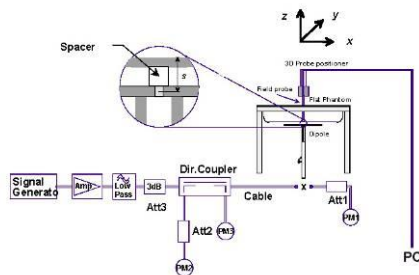 z
y
x
Spacer
s
3D Probe positioner
Field probe
Flat Phantom
Dipole
Signal
Generato
Amp.
Low
Pass
3dB
Att3
Dir.Coupler
Cable
x
Att1
PM1
Att2
PM3
PM2
PC